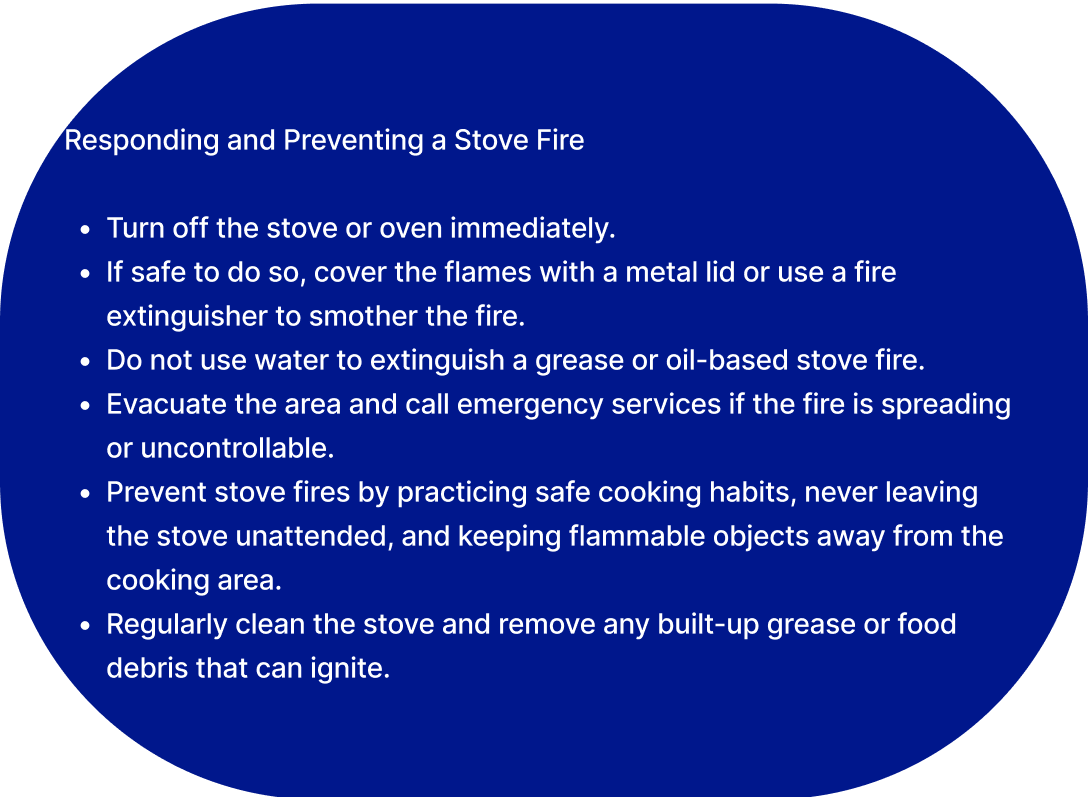 Responding and Preventing a Stove Fire
• Turn off the stove or oven immediately.
• If safe to do so, cover the flames with a metal lid or use a fire
extinguisher to smother the fire.
• Do not use water to extinguish a grease or oil-based stove fire.
• Evacuate the area and call emergency services if the fire is spreading
or uncontrollable.
• Prevent stove fires by practicing safe cooking habits, never leaving
the stove unattended, and keeping flammable objects away from the
cooking area.
• Regularly clean the stove and remove any built-up grease or food
debris that can ignite.